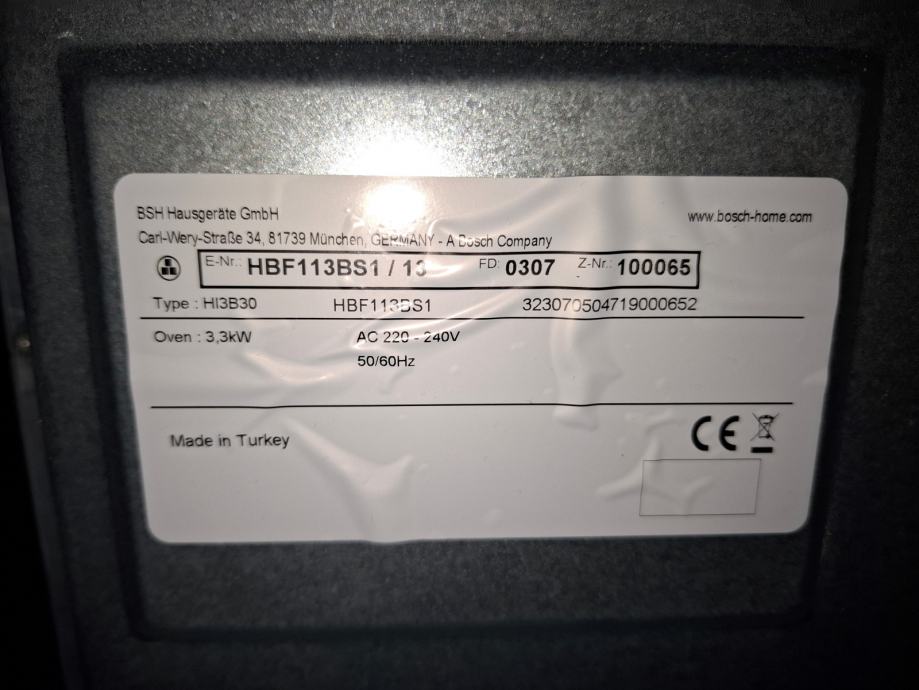 BSH Hausgeräte GmbH
www.bosch-home.com
Carl-Wery-Straße 34, 81739 München, GERMANY - A Bosch Company
E-Nr.: HBF113BS1 / 13 FD: 0307 Z-Nr.: 100065
Type : HI3B30 HBF113BS1 323070504719000652
Oven : 3,3kW AC 220 - 240V
50/60Hz
Made in Turkey
CE